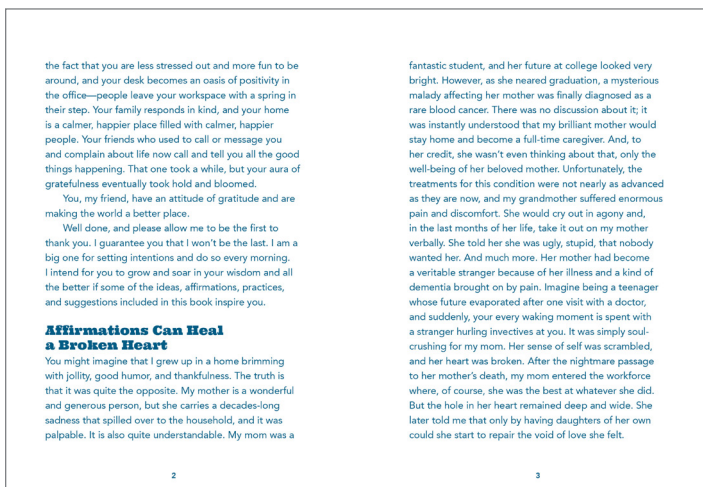 the fact that you are less stressed out and more fun to be
around, and your desk becomes an oasis of positivity in
the office—people leave your workspace with a spring in
their step. Your family responds in kind, and your home
is a calmer, happier place filled with calmer, happier
people. Your friends who used to call or message you
and complain about life now call and tell you all the good
things happening. That one took a while, but your aura of
gratefulness eventually took hold and bloomed.
You, my friend, have an attitude of gratitude and are
making the world a better place.
Well done, and please allow me to be the first to
thank you. I guarantee you that I won't be the last. I am a
big one for setting intentions and do so every morning.
I intend for you to grow and soar in your wisdom and all
the better if some of the ideas, affirmations, practices,
and suggestions included in this book inspire you.
Affirmations Can Heal
a Broken Heart
You might imagine that I grew up in a home brimming
with jollity, good humor, and thankfulness. The truth is
that it was quite the opposite. My mother is a wonderful
and generous person, but she carries a decades-long
sadness that spilled over to the household, and it was
palpable. It is also quite understandable. My mom was a
2
fantastic student, and her future at college looked very
bright. However, as she neared graduation, a mysterious
malady affecting her mother was finally diagnosed as a
rare blood cancer. There was no discussion about it; it
was instantly understood that my brilliant mother would
stay home and become a full-time caregiver. And, to
her credit, she wasn't even thinking about that, only the
well-being of her beloved mother. Unfortunately, the
treatments for this condition were not nearly as advanced
as they are now, and my grandmother suffered enormous
pain and discomfort. She would cry out in agony and,
in the last months of her life, take it out on my mother
verbally. She told her she was ugly, stupid, that nobody
wanted her. And much more. Her mother had become
a veritable stranger because of her illness and a kind of
dementia brought on by pain. Imagine being a teenager
whose future evaporated after one visit with a doctor,
and suddenly, your every waking moment is spent with
a stranger hurling invectives at you. It was simply soul-
crushing for my mom. Her sense of self was scrambled,
and her heart was broken. After the nightmare passage
to her mother's death, my mom entered the workforce
where, of course, she was the best at whatever she did.
But the hole in her heart remained deep and wide. She
later told me that only by having daughters of her own
could she start to repair the void of love she felt.
3